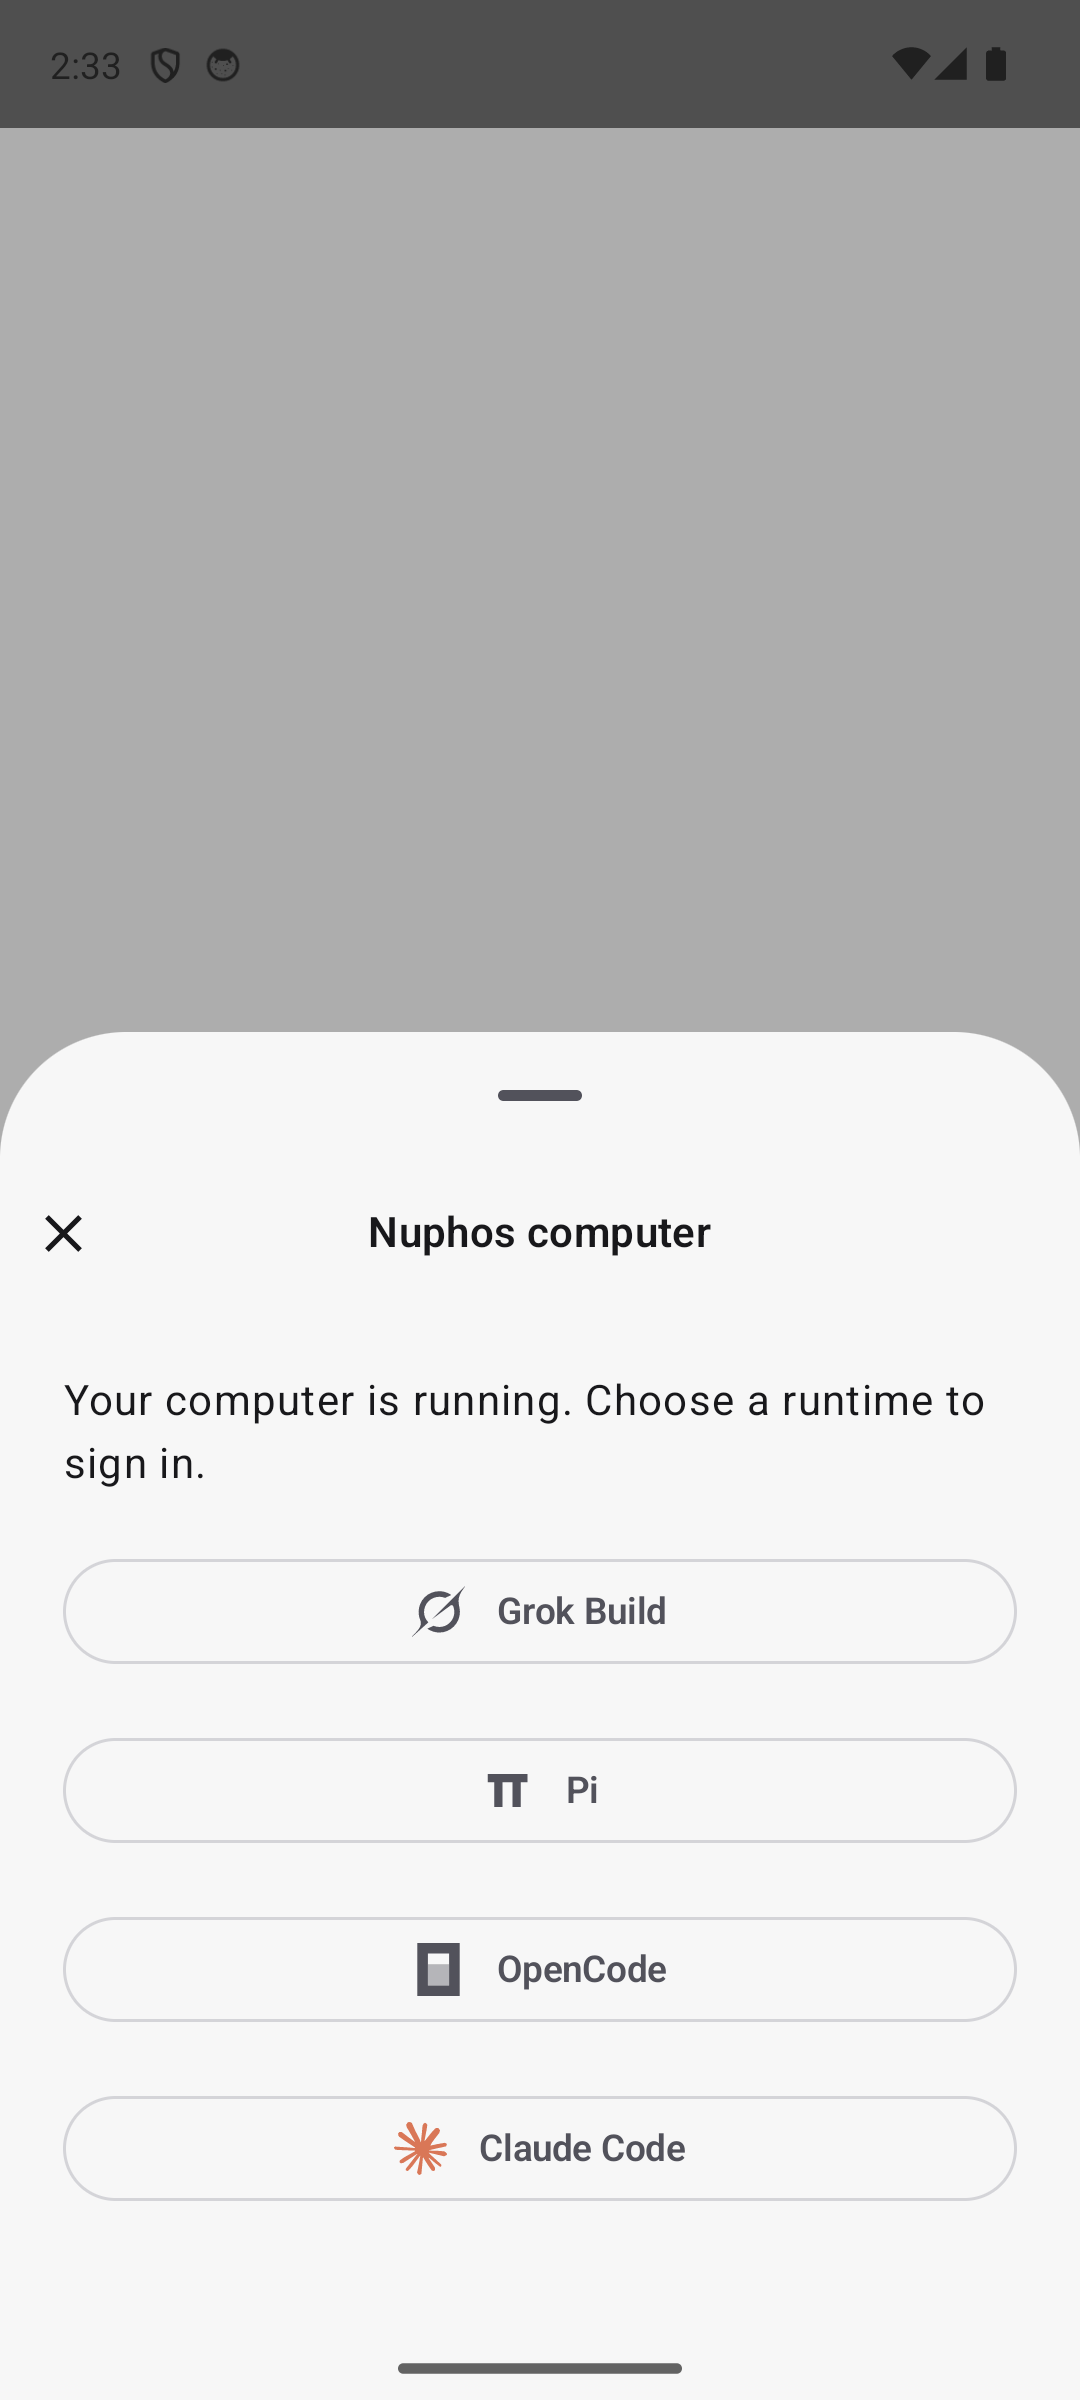 2:33
Nuphos computer
Your computer is running. Choose a runtime to
sign in.
Grok Build
Pi
OpenCode
Claude Code